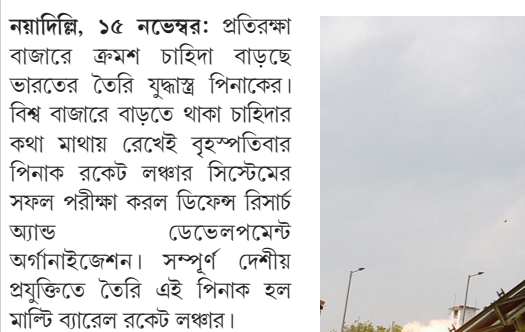 নয়াদিল্লি, ১৫ নভেম্বর: প্রতিরক্ষা
বাজারে ক্রমশ চাহিদা বাড়ছে
ভারতের তৈরি যুদ্ধাস্ত্র পিনাকের।
বিশ্ব বাজারে বাড়তে থাকা চাহিদার
কথা মাথায় রেখেই বৃহস্পতিবার
পিনাক রকেট লঞ্চার সিস্টেমের
সফল পরীক্ষা করল ডিফেন্স রিসার্চ
অ্যান্ড ডেভেলপমেন্ট
অর্গানাইজেশন। সম্পূর্ণ দেশীয়
প্রযুক্তিতে তৈরি এই পিনাক হল
মাল্টি ব্যারেল রকেট লঞ্চার।